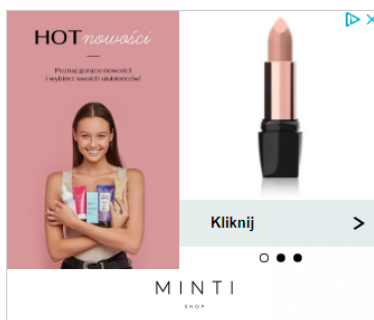 HOT nowości
Poznaj gorące nowości
i wybierz swoich ulubieńców!
Kliknij
MINTI
SHOP